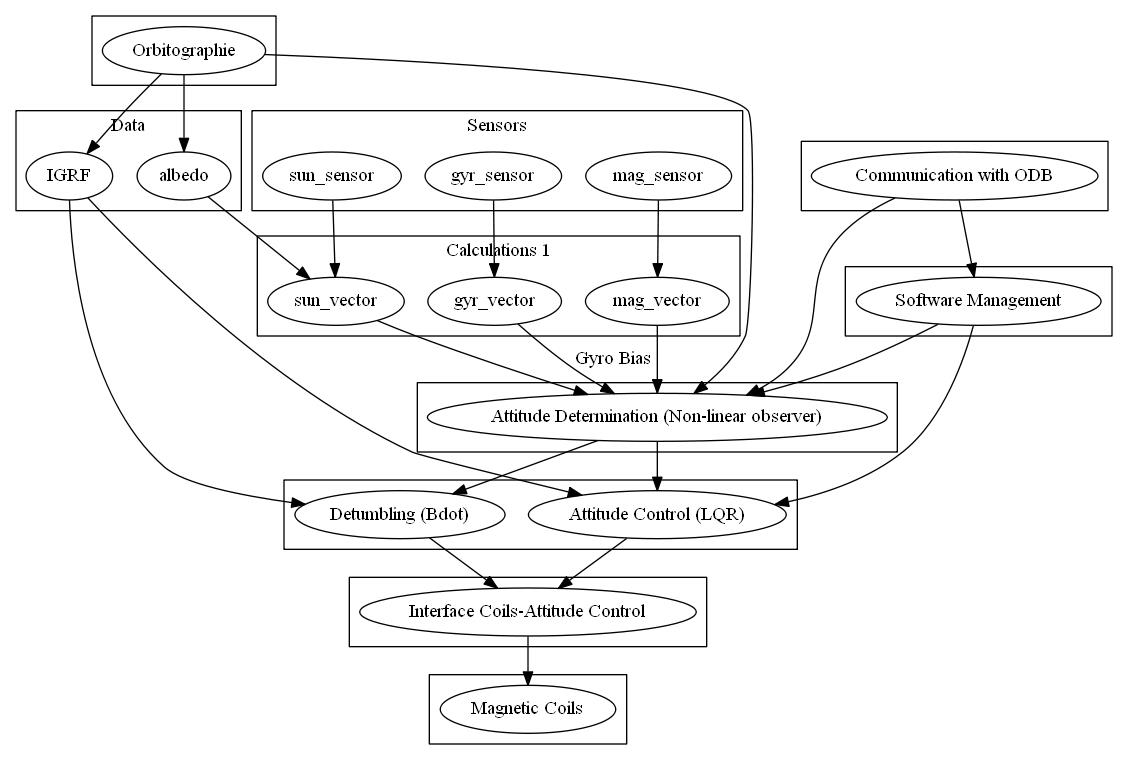 Orbitographie
Data
Sensors
IGRF
albedo
sun_sensor
gyr_sensor
mag_sensor
Communication with ODB
Calculations 1
sun_vector
gyr_vector
mag_vector
Software Management
Gyro Bias
Attitude Determination (Non-linear observer)
Detumbling (Bdot)
Attitude Control (LQR)
Interface Coils-Attitude Control
Magnetic Coils